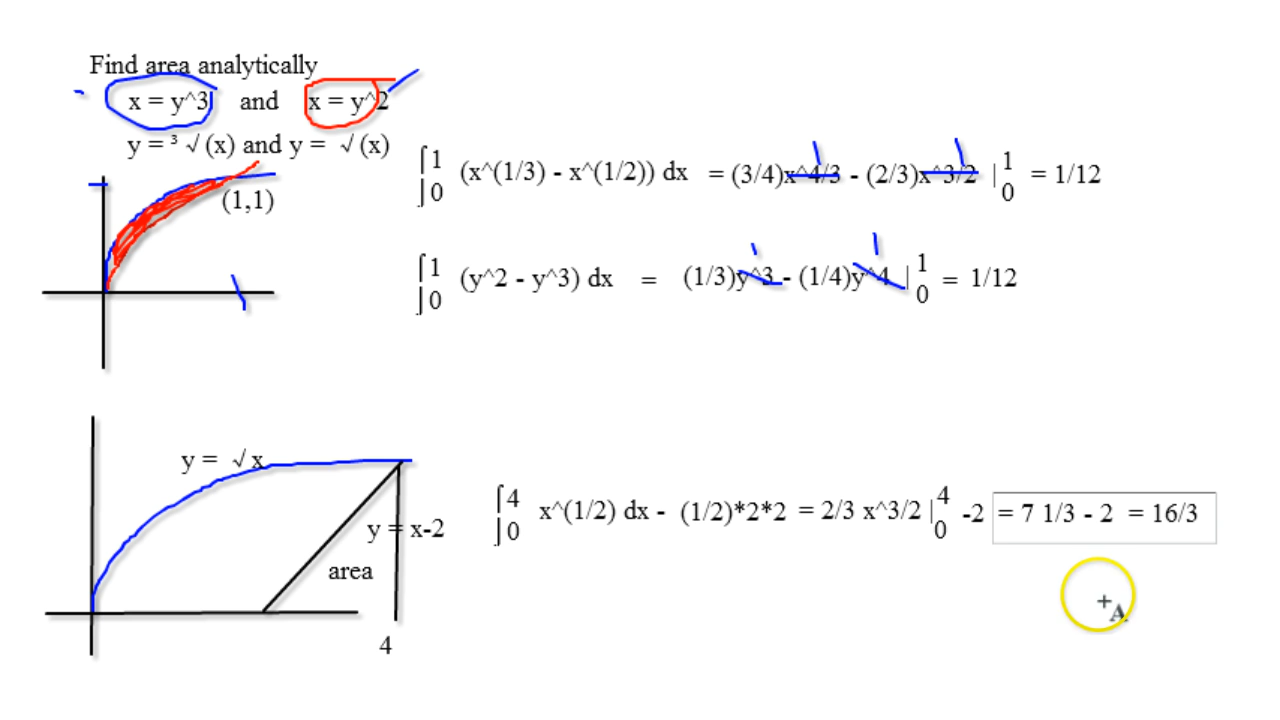 Find area analytically
x = y^3 and x = y^2
y = ³ √ (x) and y = √ (x)
(1,1)
⌠1 ⌡0 (x^(1/3) - x^(1/2)) dx = (3/4)x^4/3 - (2/3)x^3/2 | 1 0 = 1/12
⌠1 ⌡0 (y^2 - y^3) dx = (1/3)y^3 - (1/4)y^4 | 1 0 = 1/12
y = √ x
y = x-2
area
4
⌠4 ⌡0 x^(1/2) dx - (1/2)*2*2 = 2/3 x^3/2 | 4 0 -2 = 7 1/3 - 2 = 16/3
A